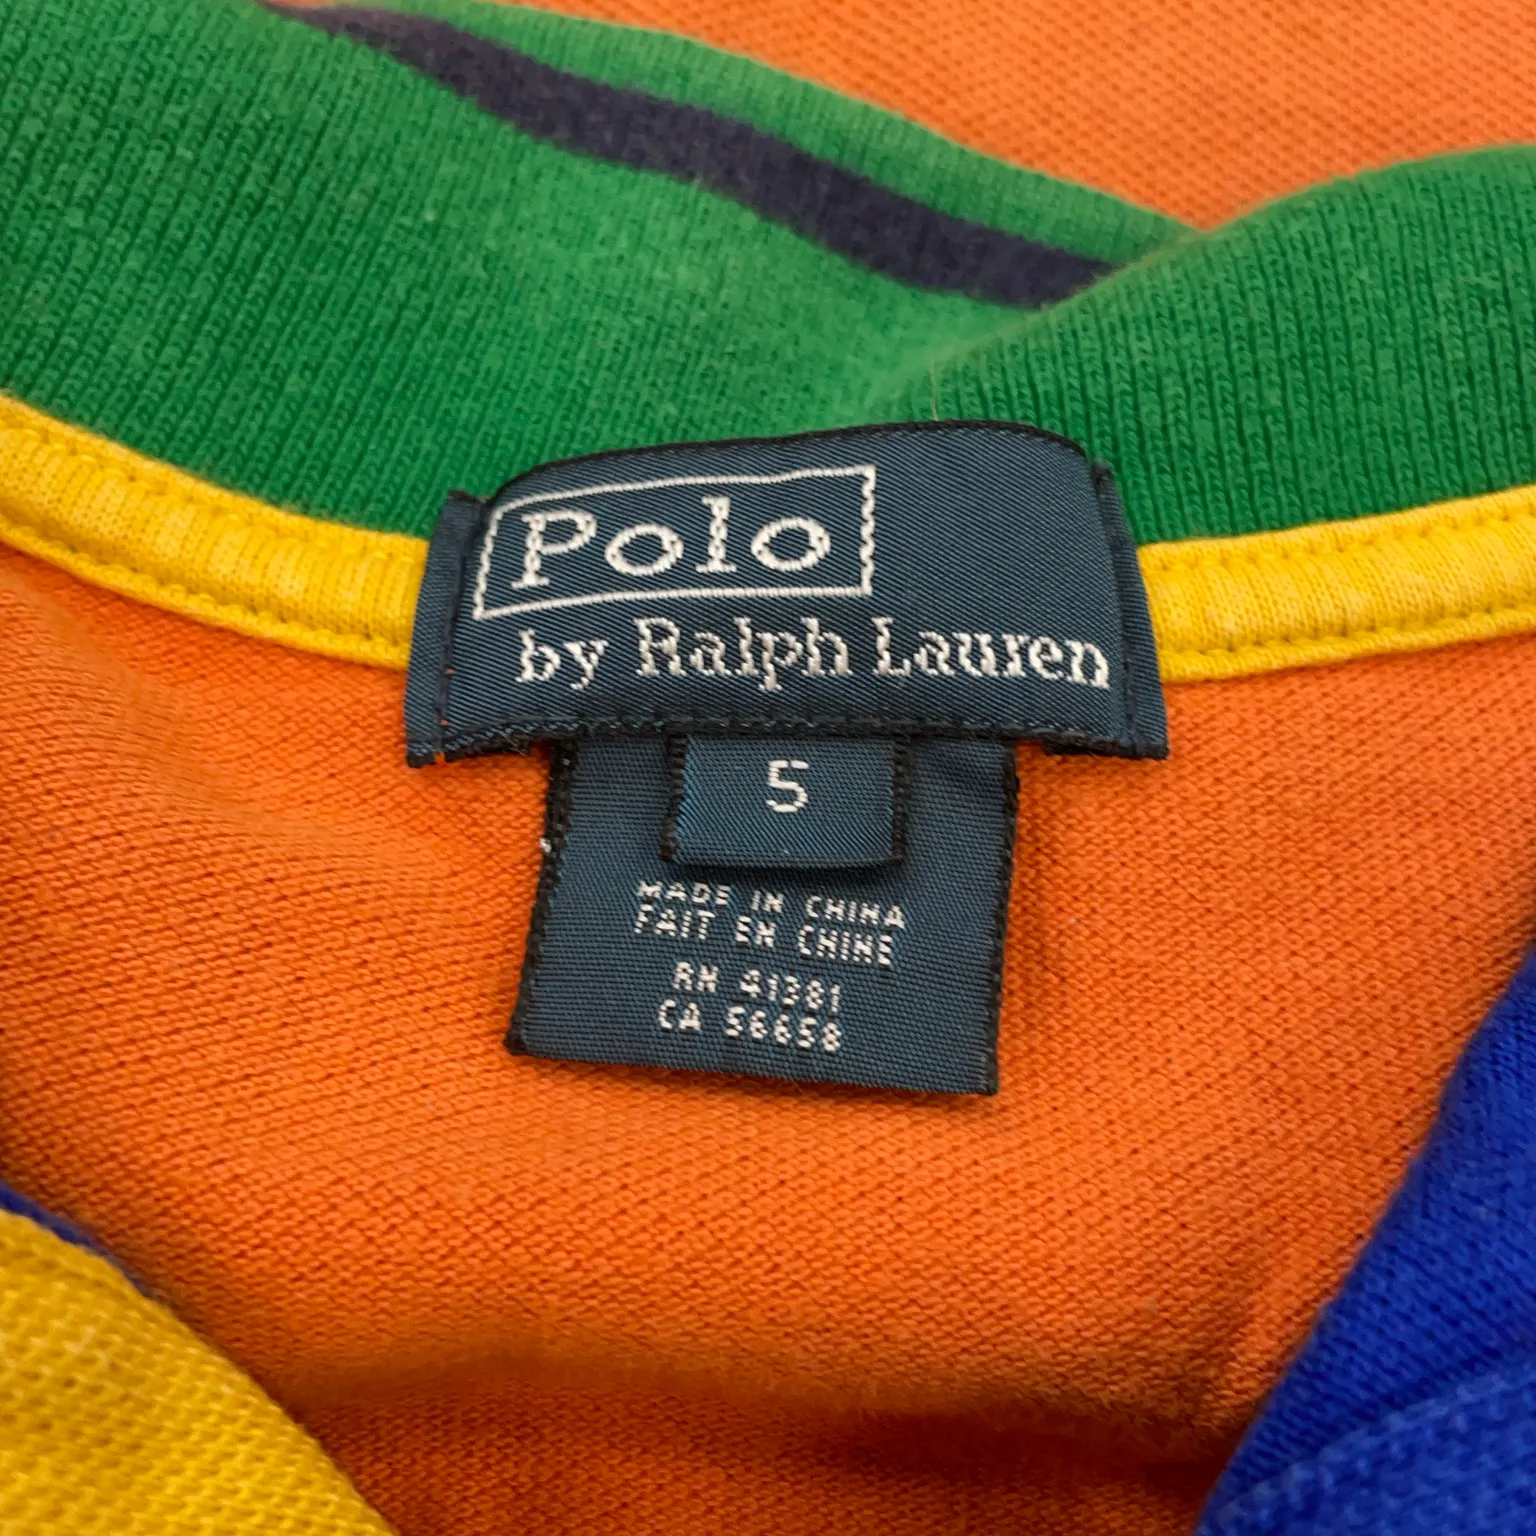 Polo
by Ralph Lauren
5
MADE IN CHINA
FAIT EN CHINE
RN 41381
CA 56658